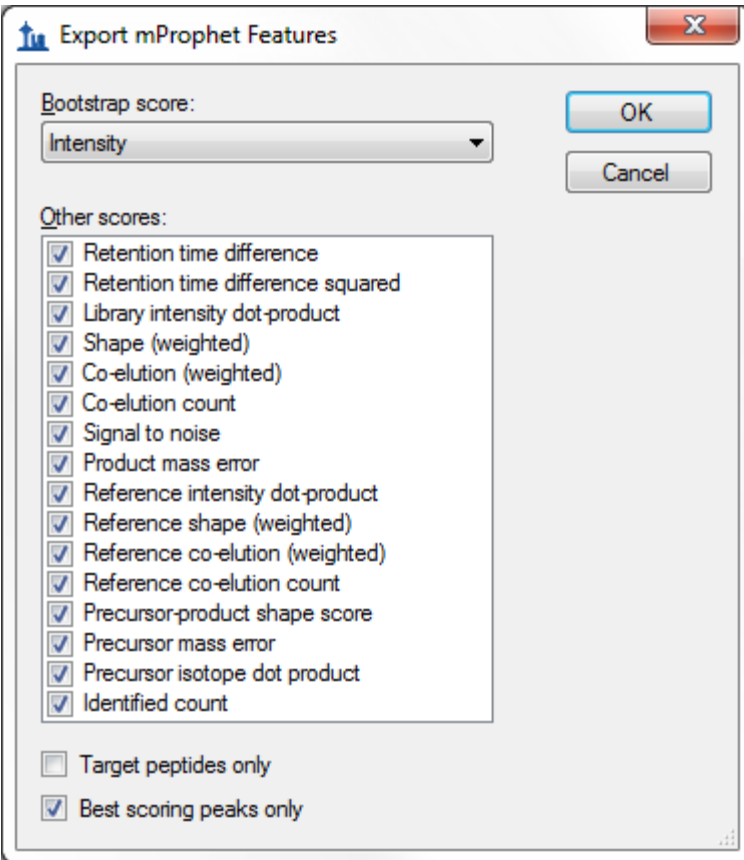 Export mProphet Features
Bootstrap score:
OK
Intensity
Cancel
Other scores:
Retention time difference
Retention time difference squared
Library intensity dot-product
Shape (weighted)
Co-elution (weighted)
Co-elution count
Signal to noise
Product mass error
Reference intensity dot-product
Reference shape (weighted)
Reference co-elution (weighted)
Reference co-elution count
Precursor-product shape score
Precursor mass error
Precursor isotope dot product
Identified count
Target peptides only
Best scoring peaks only